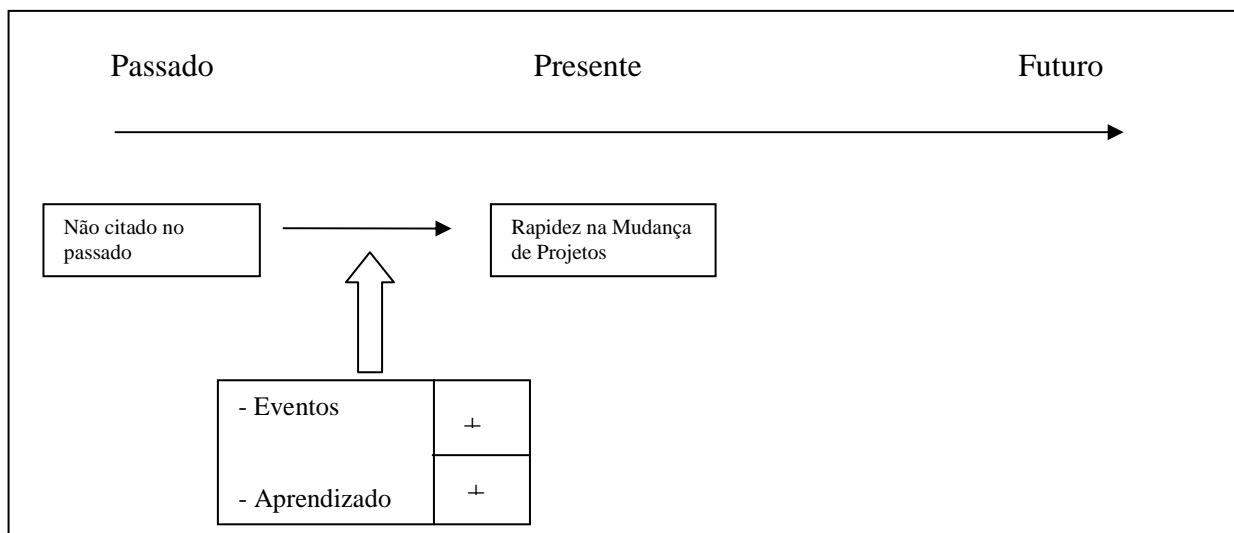 Passado Presente Futuro
Não citado no
passado
Rapidez na Mudança
de Projetos
- Eventos +
- Aprendizado +